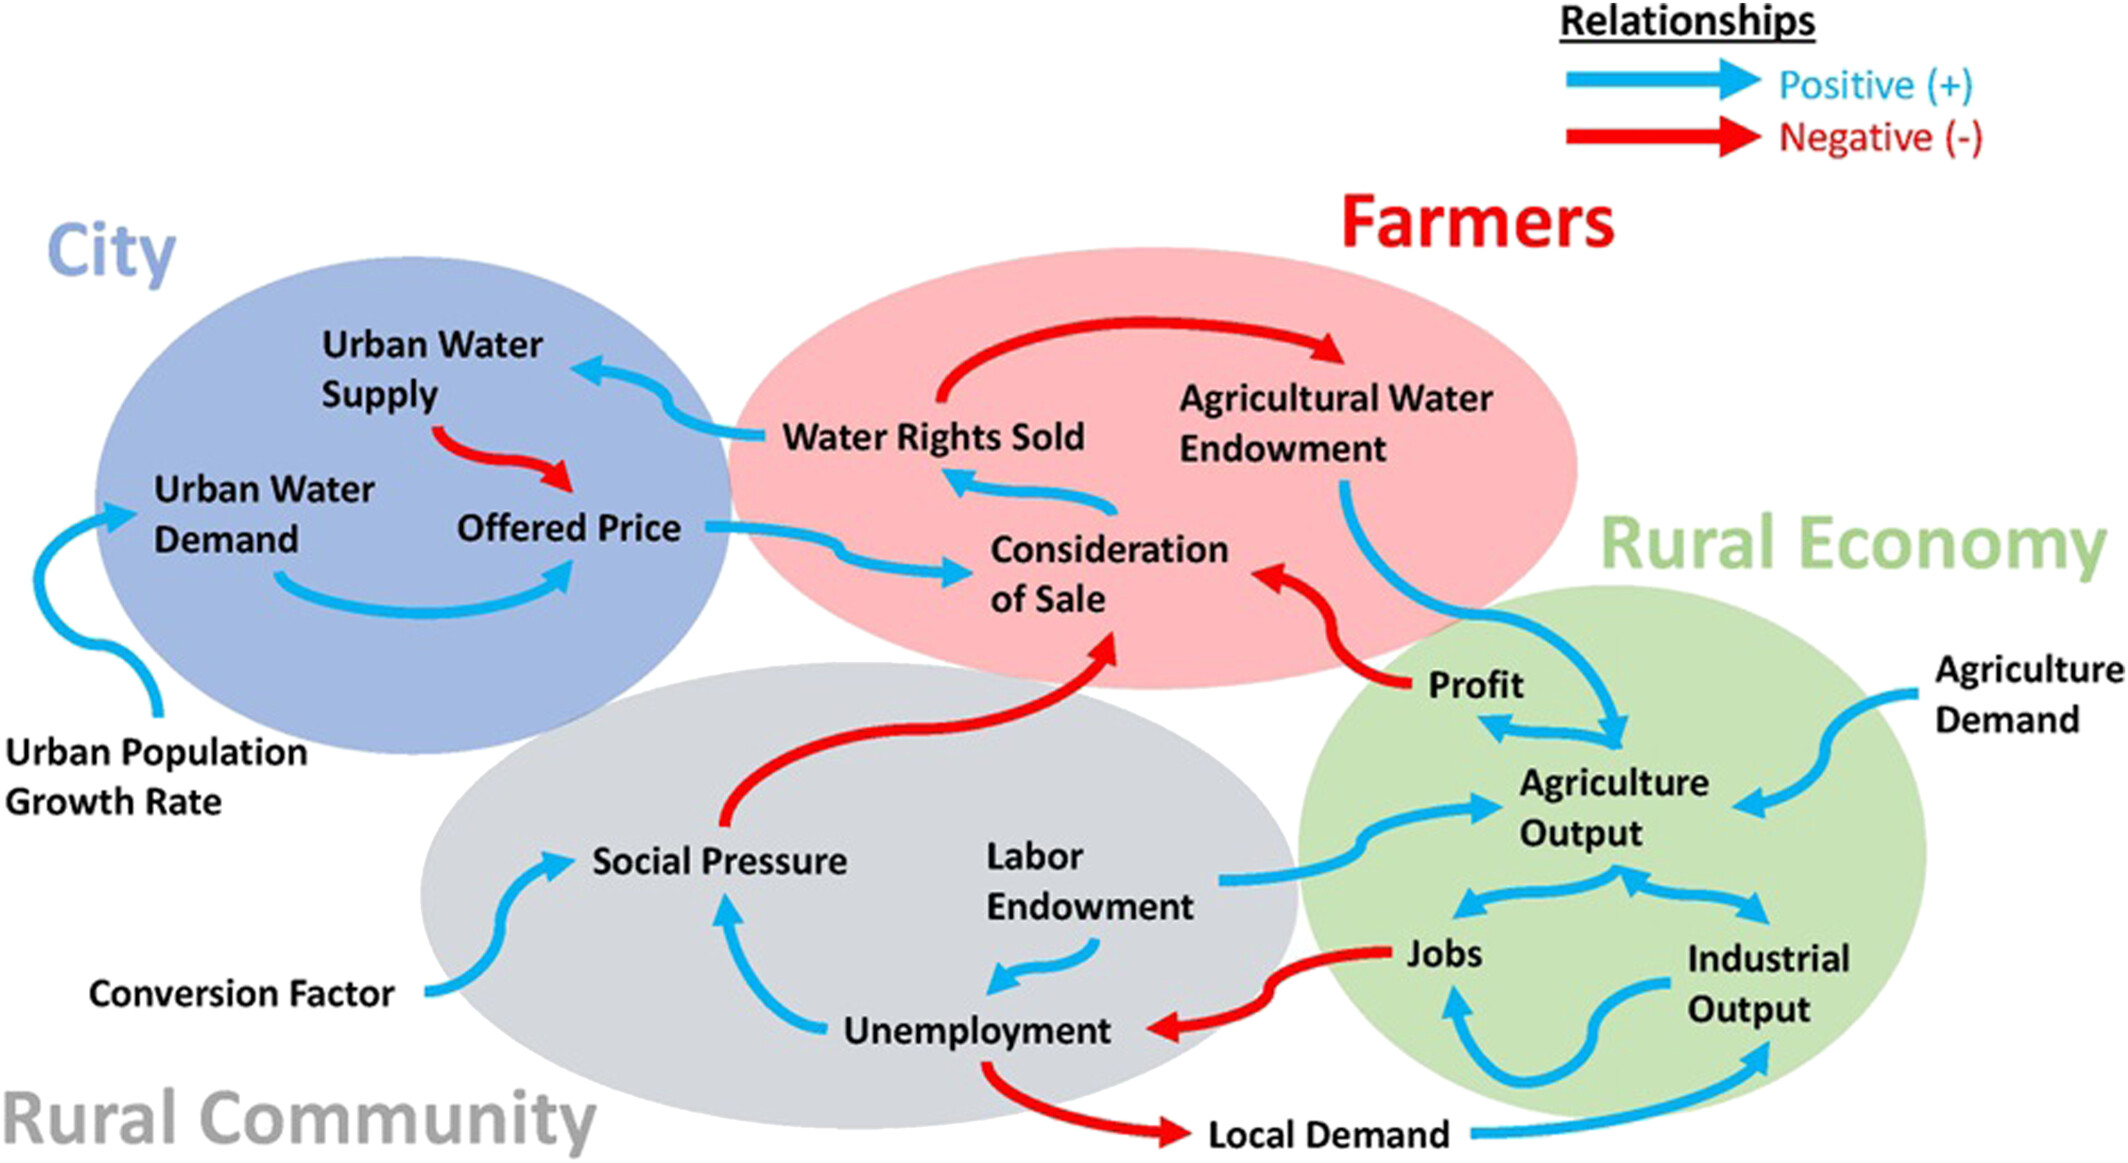 Relationships
Positive (+)
Negative (-)
City
Farmers
Urban Water
Supply
Urban Water
Demand
Offered Price
Water Rights Sold
Agricultural Water
Endowment
Consideration
of Sale
Rural Economy
Profit
Agriculture
Demand
Agriculture
Output
Urban Population
Growth Rate
Social Pressure
Labor
Endowment
Jobs
Industrial
Output
Conversion Factor
Unemployment
Local Demand
Rural Community